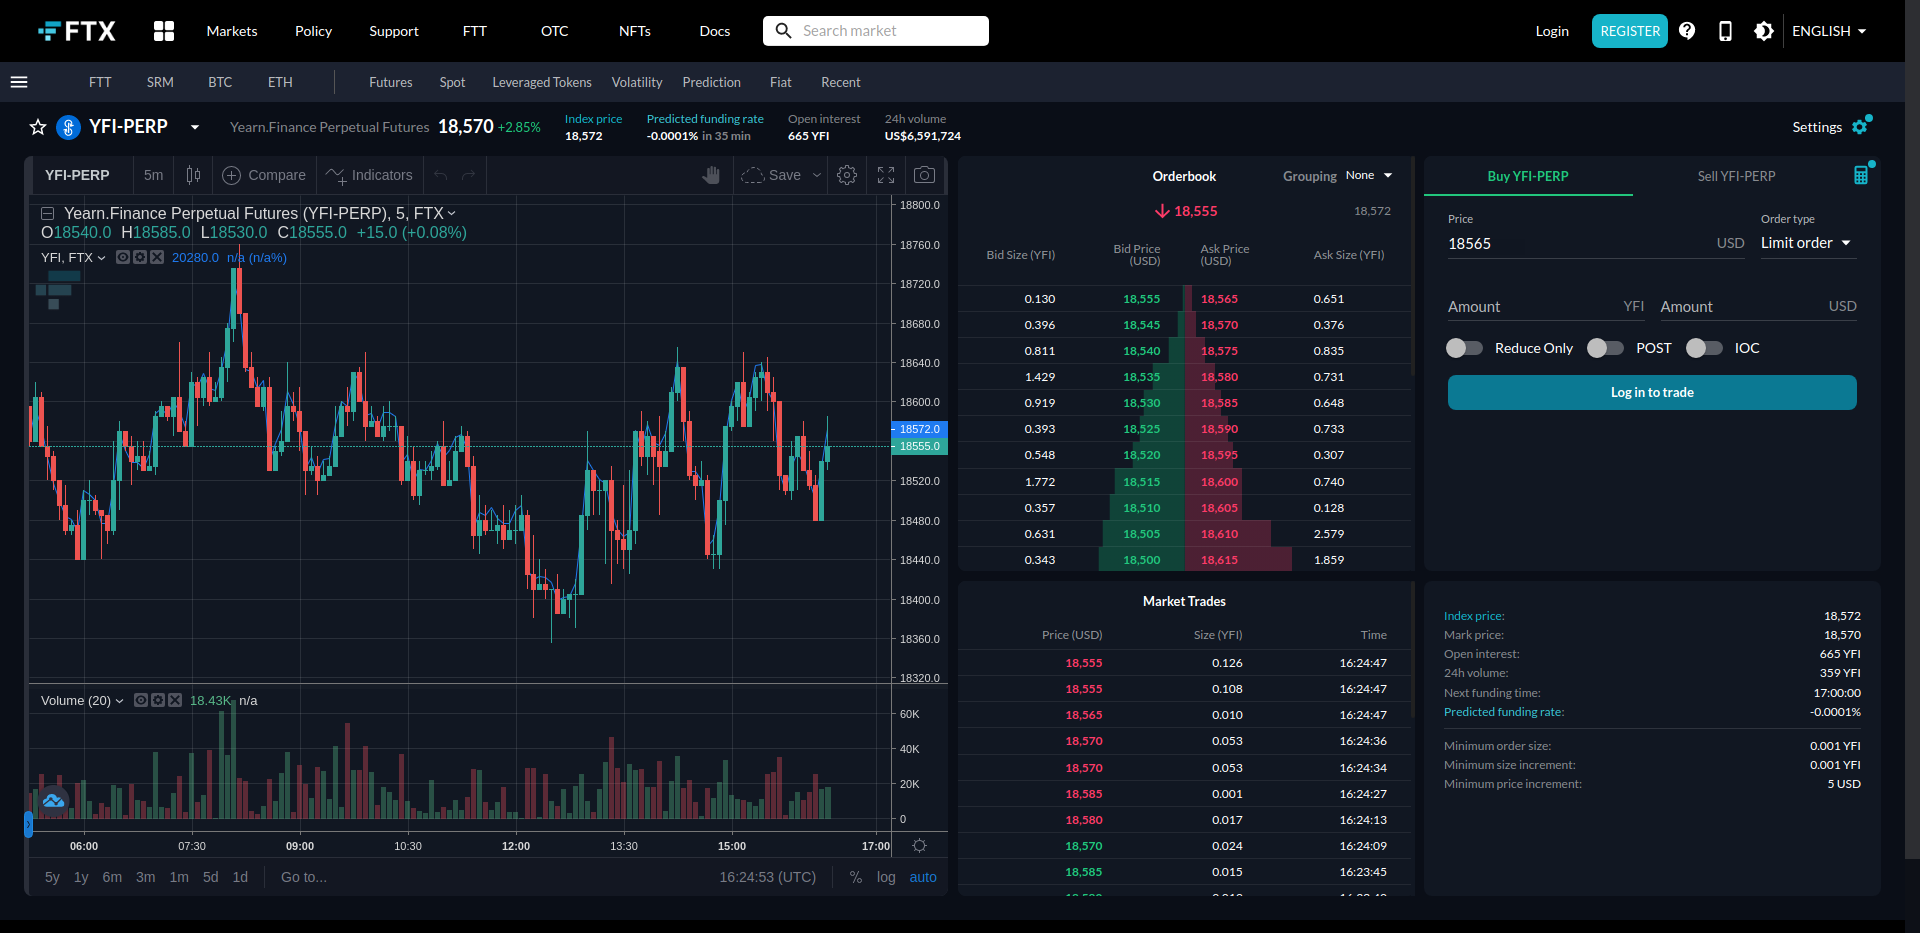 FTX Markets Policy Support FTT OTC NFTs Docs Search market Login REGISTER ENGLISH
FTT SRM BTC ETH Futures Spot Leveraged Tokens Volatility Prediction Fiat Recent
YFI-PERP Yearn.Finance Perpetual Futures 18,570 +2.85%
Index price
18,572
Predicted funding rate
-0.0001% in 35 min
Open interest
665 YFI
24h volume
US$6,591,724
Settings
YFI-PERP 5m Compare Indicators Save
Yearn.Finance Perpetual Futures (YFI-PERP), 5, FTX
O18540.0 H18585.0 L18530.0 C18555.0 +15.0 (+0.08%)
YFI, FTX 20280.0 n/a (n/a%)
18800.0
18760.0
18720.0
18680.0
18640.0
18600.0
18572.0
18555.0
18520.0
18480.0
18440.0
18400.0
18360.0
18320.0
Volume (20) 18.43K n/a
60K
40K
20K
0
06:00 07:30 09:00 10:30 12:00 13:30 15:00 17:00
5y 1y 6m 3m 1m 5d 1d Go to... 16:24:53 (UTC) % log auto
Orderbook Grouping None
18,555 18,572
Bid Size (YFI) Bid Price (USD) Ask Price (USD) Ask Size (YFI)
0.130 18,555 18,565 0.651
0.396 18,545 18,570 0.376
0.811 18,540 18,575 0.835
1.429 18,535 18,580 0.731
0.919 18,530 18,585 0.648
0.393 18,525 18,590 0.733
0.548 18,520 18,595 0.307
1.772 18,515 18,600 0.740
0.357 18,510 18,605 0.128
0.631 18,505 18,610 2.579
0.343 18,500 18,615 1.859
Market Trades
Price (USD) Size (YFI) Time
18,555 0.126 16:24:47
18,555 0.108 16:24:47
18,565 0.010 16:24:47
18,570 0.053 16:24:36
18,570 0.053 16:24:34
18,585 0.001 16:24:27
18,580 0.017 16:24:13
18,570 0.024 16:24:09
18,585 0.015 16:23:45
Buy YFI-PERP Sell YFI-PERP
Price Order type
18565 USD Limit order
Amount YFI Amount USD
Reduce Only POST IOC
Log in to trade
Index price: 18,572
Mark price: 18,570
Open interest: 665 YFI
24h volume: 359 YFI
Next funding time: 17:00:00
Predicted funding rate: -0.0001%
Minimum order size: 0.001 YFI
Minimum size increment: 0.001 YFI
Minimum price increment: 5 USD